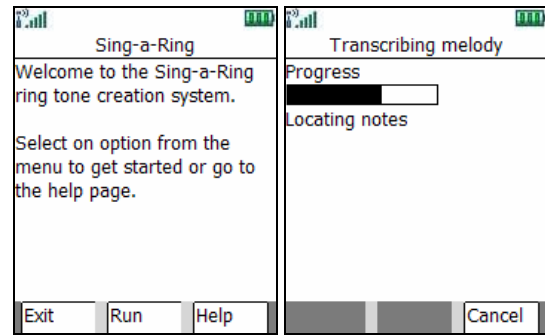 Sing-a-Ring
Welcome to the Sing-a-Ring
ring tone creation system.
Select on option from the
menu to get started or go to
the help page.
Exit Run Help
Transcribing melody
Progress
Locating notes
Cancel